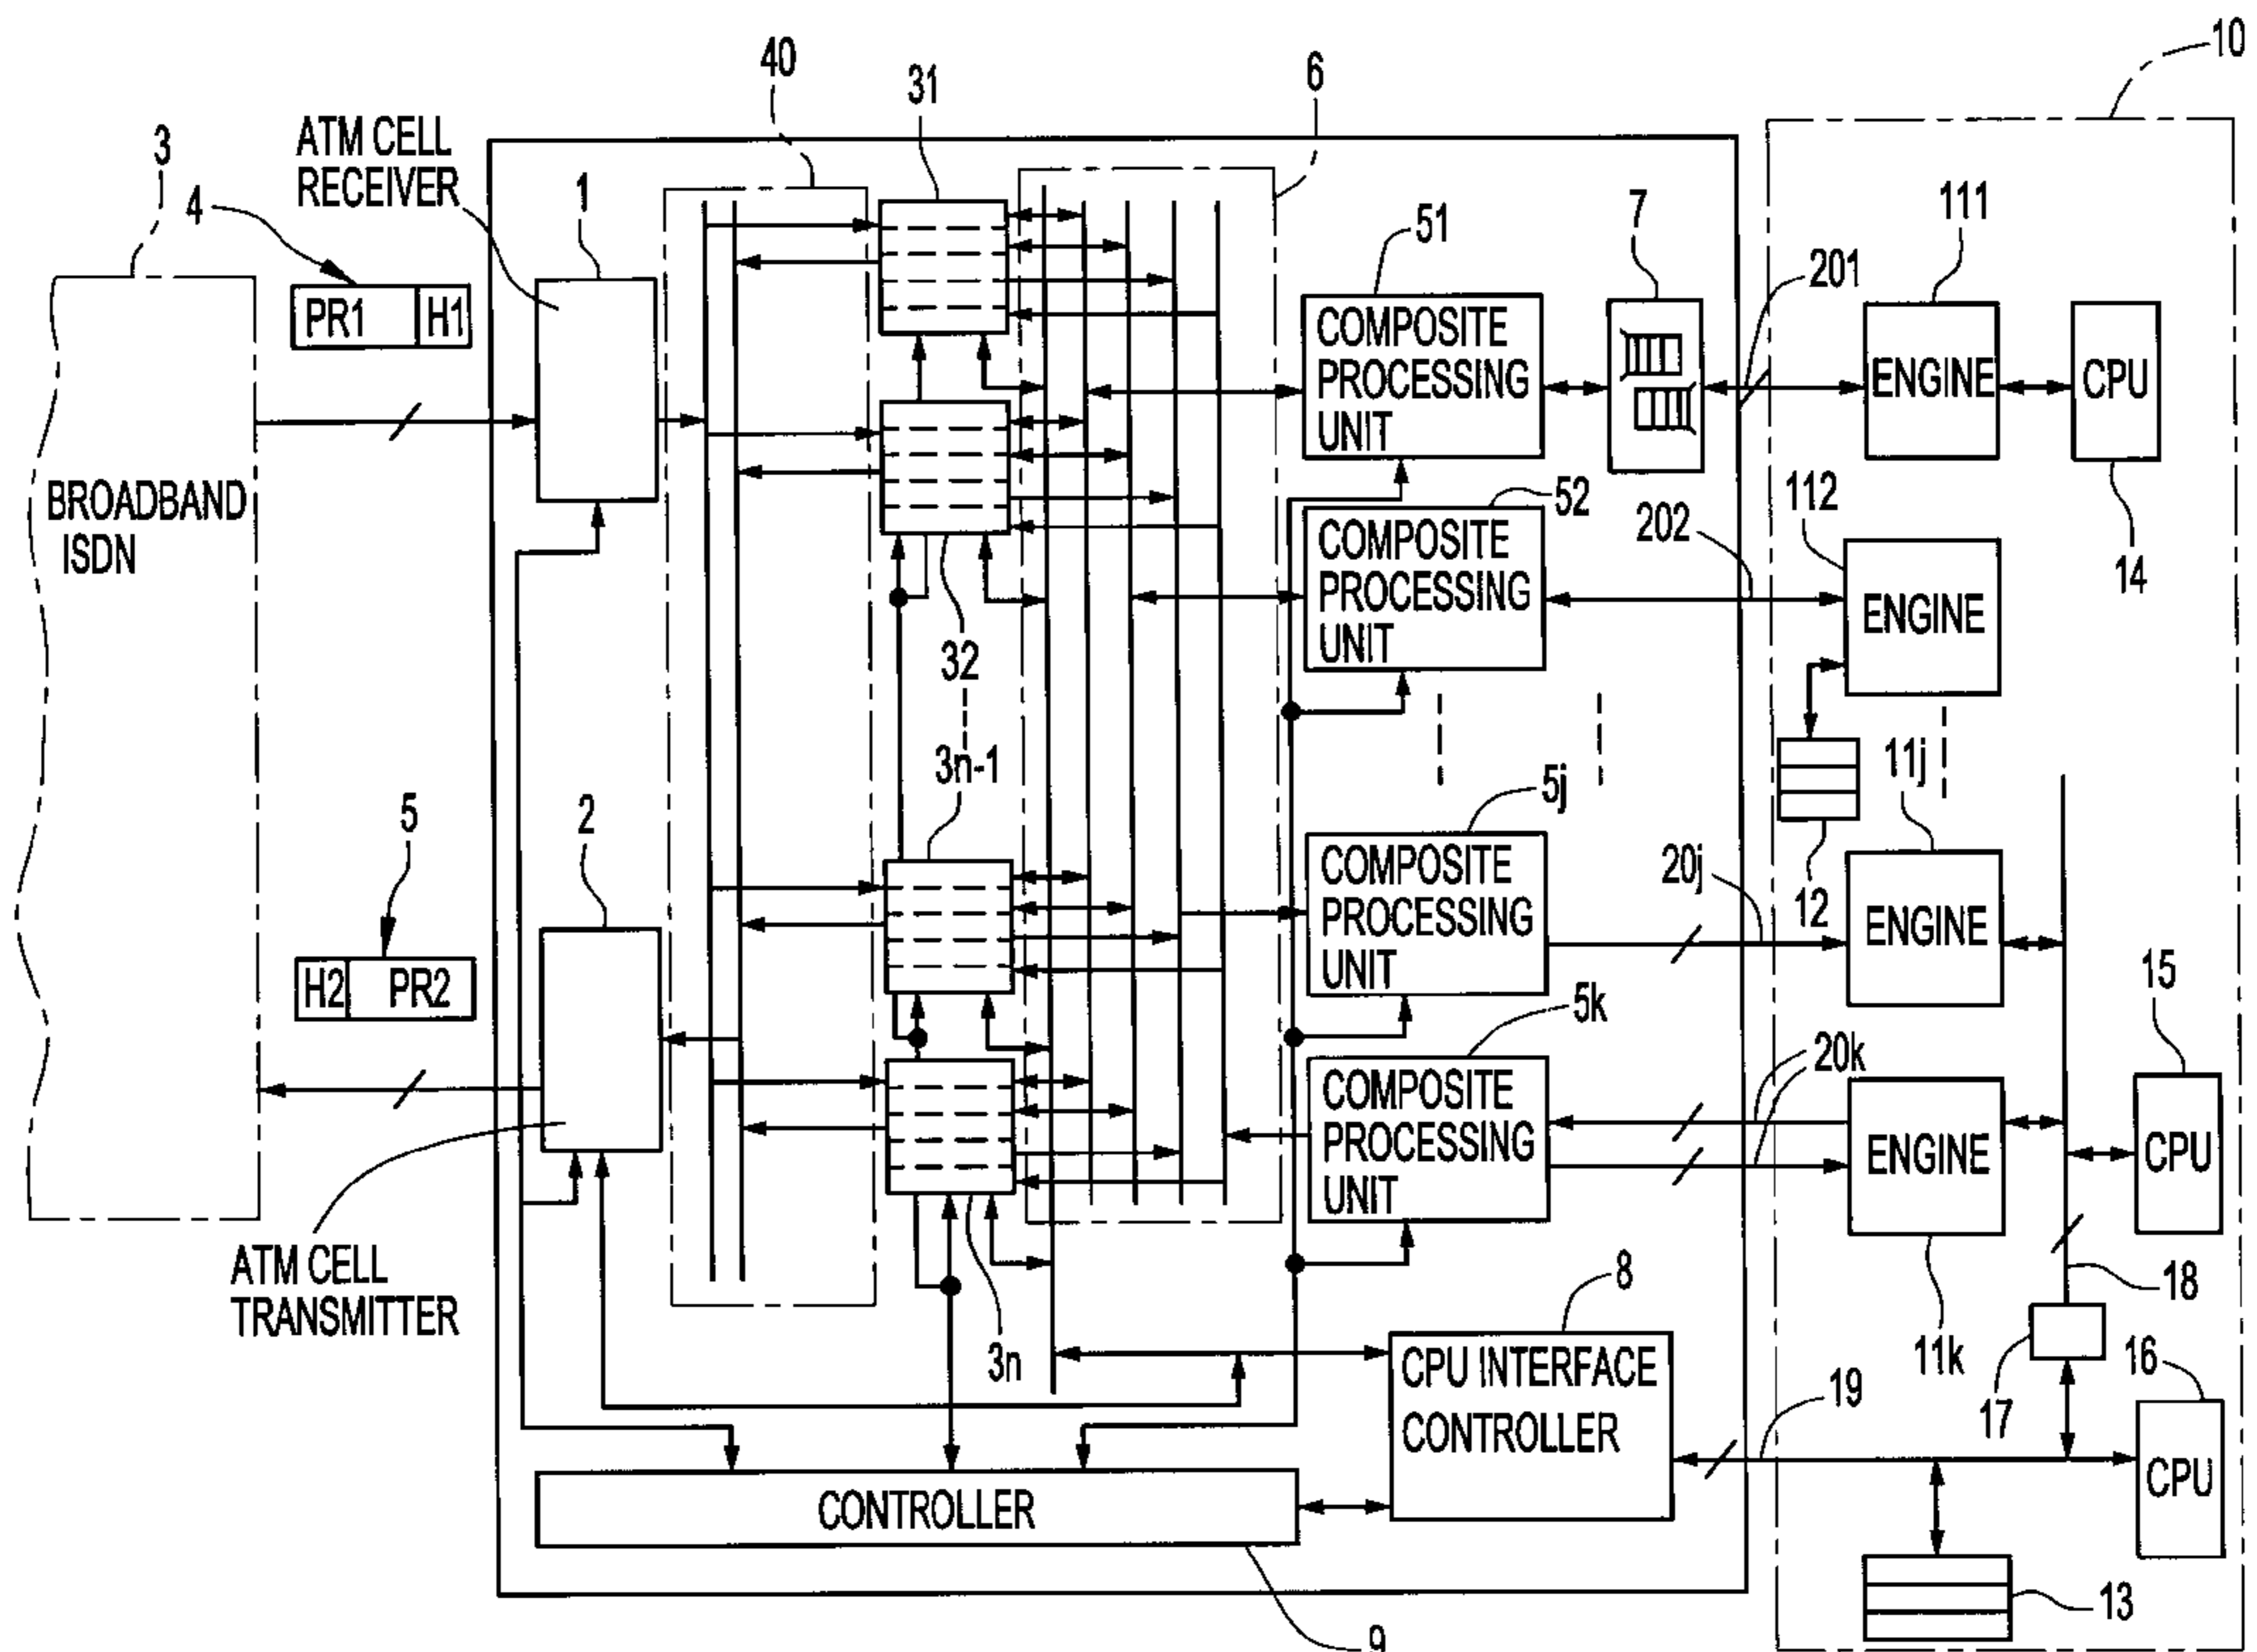 10
40
31
6
3
ATM CELL
RECEIVER
4
1
51
7
111
201
PR1
H1
COMPOSITE
PROCESSING
UNIT
ENGINE
CPU
BROADBAND
ISDN
52
112
202
14
COMPOSITE
PROCESSING
UNIT
ENGINE
32
3n-1
5j
11j
5
2
20j
12
COMPOSITE
PROCESSING
UNIT
ENGINE
15
H2
PR2
5k
20k
COMPOSITE
PROCESSING
UNIT
ENGINE
CPU
ATM CELL
TRANSMITTER
8
18
3n
11k
CPU INTERFACE
CONTROLLER
19
17
16
CPU
CONTROLLER
13
9